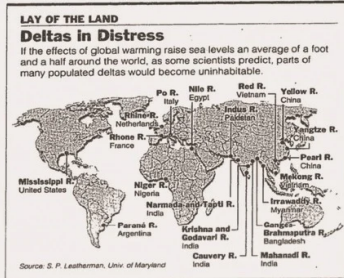 LAY OF THE LAND
Deltas in Distress
If the effects of global warming raise sea levels an average of a foot
and a half around the world, as some scientists predict, parts of
many populated deltas would become uninhabitable.
Po R.
Italy
Nile R.
Egypt
Red R.
Vietnam
Yellow R.
China
Rhine R.
Netherlands
Indus R.
Pakistan
Yangtze R.
China
Rhone R.
France
Pearl R.
China
Mississippi R.
United States
Mekong R.
Vietnam
Niger R.
Nigeria
Irrawaddy R.
Myanmar
Narmada and Tapti R.
India
Paraná R.
Argentina
Krishna and
Godavari R.
India
Ganges-
Brahmaputra R.
Bangladesh
Cauvery R.
India
Mahanadi R.
India
Source: S. P. Leatherman, Univ. of Maryland